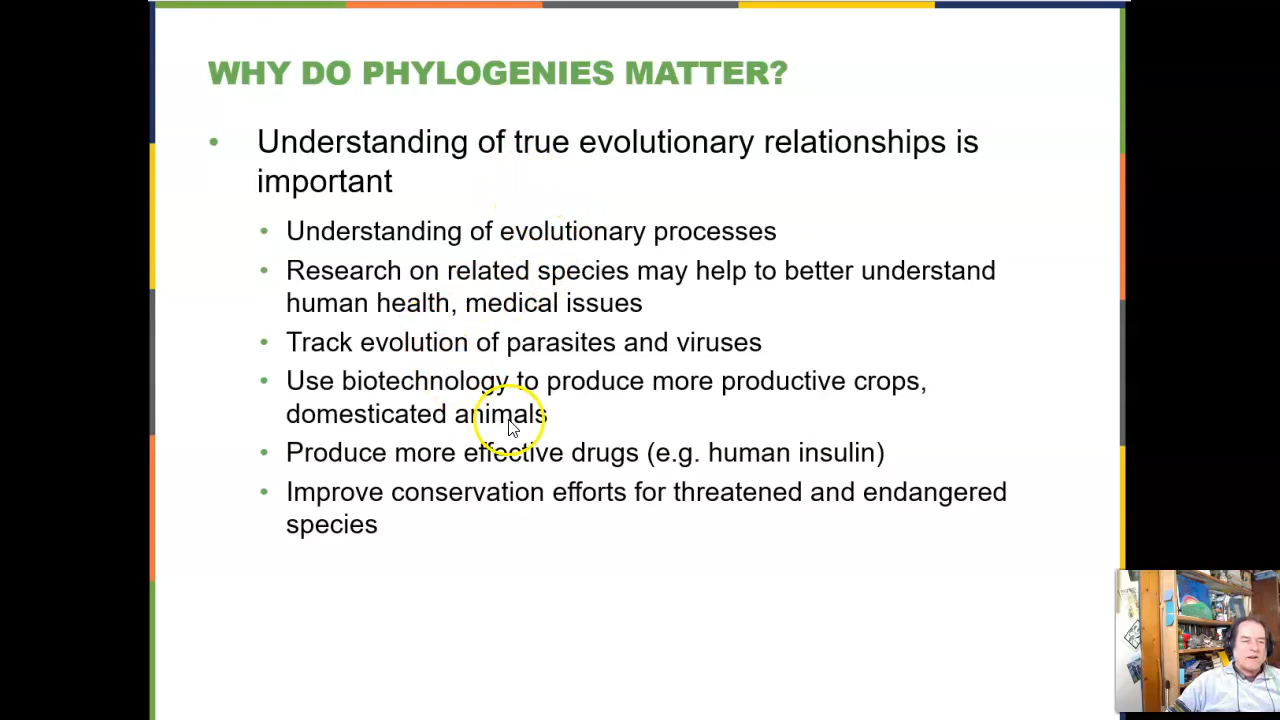 WHY DO PHYLOGENIES MATTER?
• Understanding of true evolutionary relationships is
important
• Understanding of evolutionary processes
• Research on related species may help to better understand
human health, medical issues
• Track evolution of parasites and viruses
• Use biotechnology to produce more productive crops,
domesticated animals
• Produce more effective drugs (e.g. human insulin)
• Improve conservation efforts for threatened and endangered
species